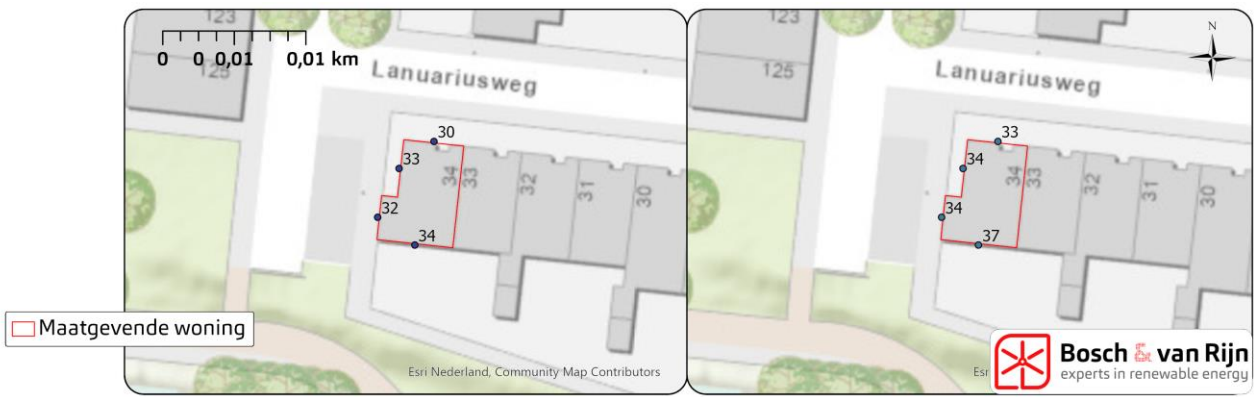 123
125
0 0 0,01 0,01 km
Lanuariusweg
30
33
32
34
34
33
32
31
30
Esri Nederland, Community Map Contributors
Maatgevende woning
N
125
Lanuariusweg
33
34
34
37
34
33
32
31
30
Esri
Bosch & van Rijn
experts in renewable energy